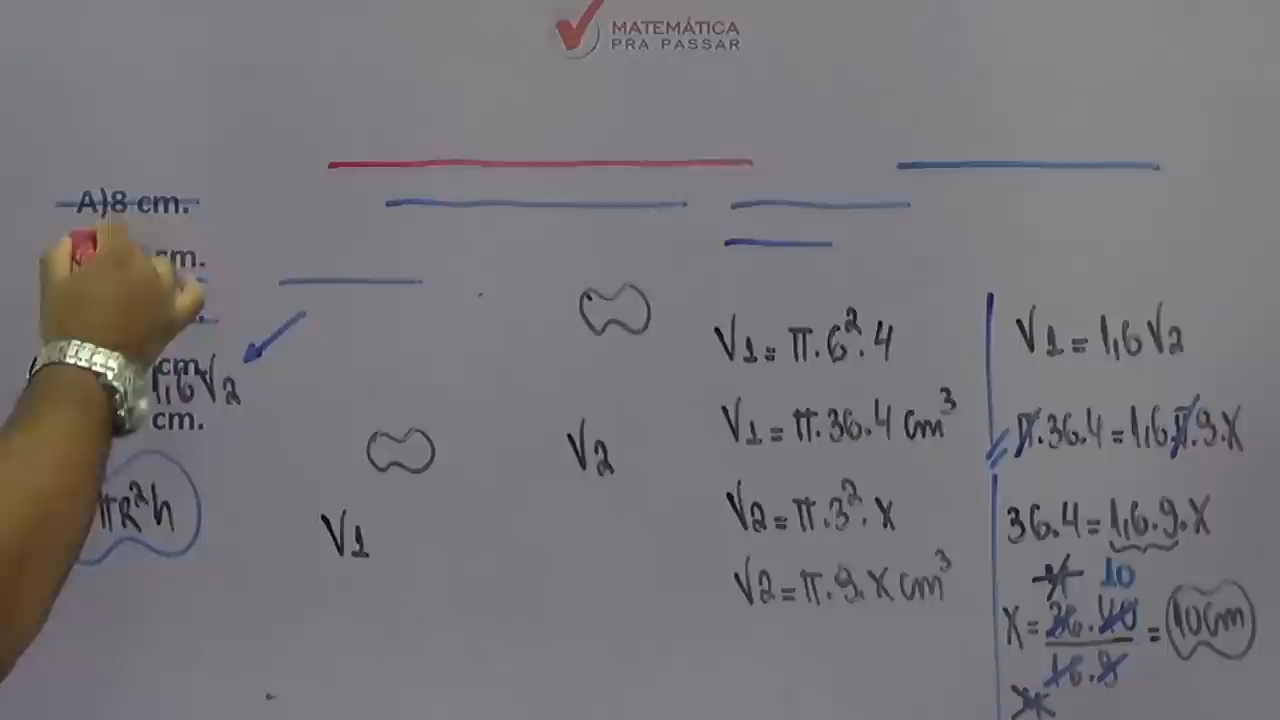 MATEMÁTICA
PRA PASSAR
A) 8 cm.
cm.
cm.
1,6V2
cm.
πR²h
V1
V2
V1 = π.6².4
V1 = π.36.4 cm³
V2 = π.3².X
V2 = π.9.X cm³
V1 = 1,6V2
π.36.4 = 1,6.π.9.X
36.4 = 1,6.9.X
4 10
X = 36.40 = 10cm
16.9